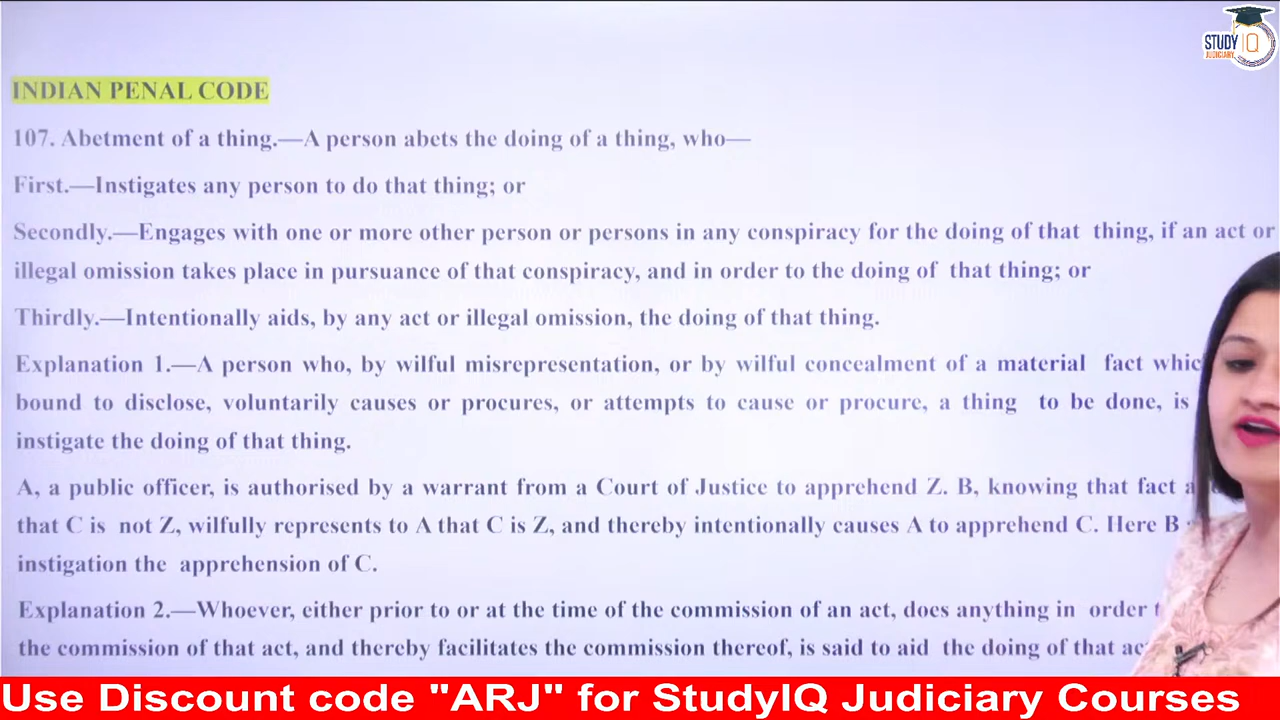 STUDY IQ
JUDICIARY
INDIAN PENAL CODE
107. Abetment of a thing.—A person abets the doing of a thing, who—
First.—Instigates any person to do that thing; or
Secondly.—Engages with one or more other person or persons in any conspiracy for the doing of that thing, if an act or
illegal omission takes place in pursuance of that conspiracy, and in order to the doing of that thing; or
Thirdly.—Intentionally aids, by any act or illegal omission, the doing of that thing.
Explanation 1.—A person who, by wilful misrepresentation, or by wilful concealment of a material fact
bound to disclose, voluntarily causes or procures, or attempts to cause or procure, a thing to be done, is
instigate the doing of that thing.
A, a public officer, is authorised by a warrant from a Court of Justice to apprehend Z. B, knowing that fact
that C is not Z, wilfully represents to A that C is Z, and thereby intentionally causes A to apprehend C. Here B
instigation the apprehension of C.
Explanation 2.—Whoever, either prior to or at the time of the commission of an act, does anything in order
the commission of that act, and thereby facilitates the commission thereof, is said to aid the doing of that
Use Discount code "ARJ" for StudyIQ Judiciary Courses